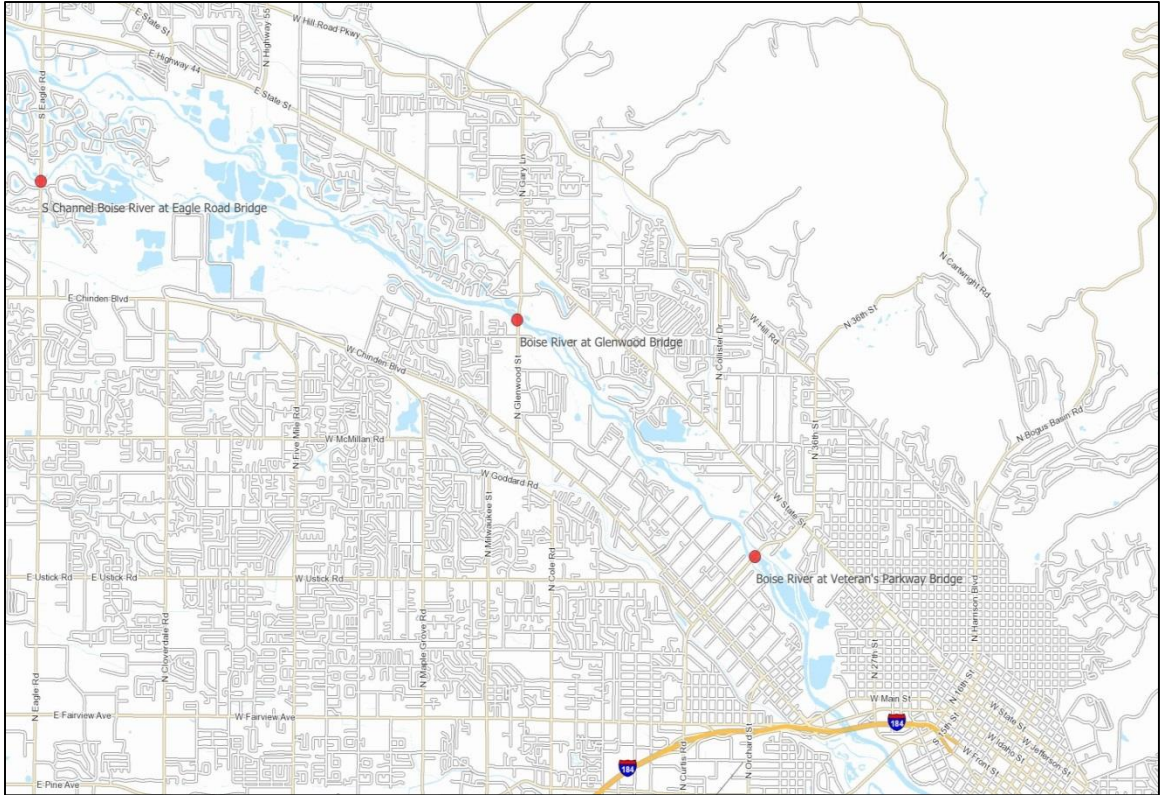 E State St
W Hill Road Pkwy
N Highway 55
E Highway 44
S Eagle Rd
E State St
N Gary Ln
S Channel Boise River at Eagle Road Bridge
N Cartwright Rd
E Chinden Blvd
N 36th St
W Hill Rd
N Collister Dr
Boise River at Glenwood Bridge
W Chinden Blvd
N Glenwood St
N Bogus Basin Rd
N 36th St
W McMillan Rd
N Five Mile Rd
W Goddard Rd
W State St
N Milwaukee St
E Ustick Rd
E Ustick Rd
W Ustick Rd
N Cole Rd
Boise River at Veteran's Parkway Bridge
N Harrison Blvd
N Cloverdale Rd
N Maple Grove Rd
N 27th St
N Eagle Rd
N 16th St
W Main St
E Fairview Ave
W Fairview Ave
184
S 15th St
W State St
W Jefferson St
W Idaho St
W Front St
N Curtis Rd
N Orchard St
184
E Pine Ave